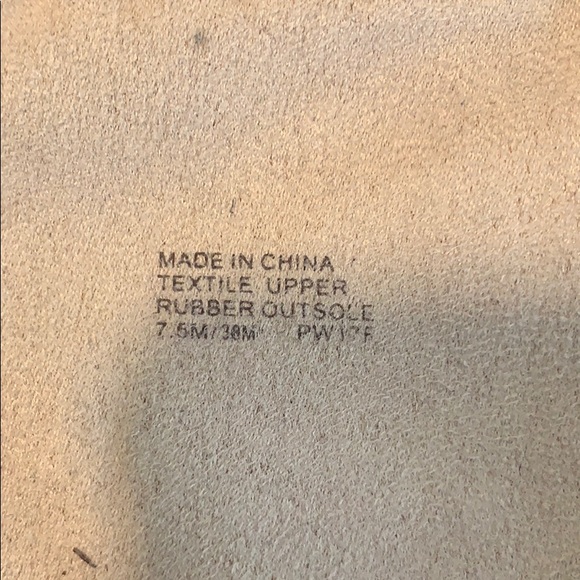 MADE IN CHINA
TEXTILE UPPER
RUBBER OUTSOLE
7.5M/38M